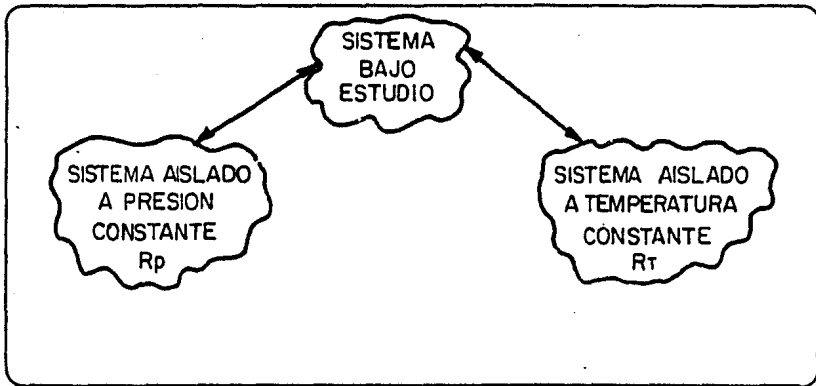 SISTEMA
BAJO
ESTUDIO
SISTEMA AISLADO
A PRESION
CONSTANTE
Rp
SISTEMA AISLADO
A TEMPERATURA
CONSTANTE
RT